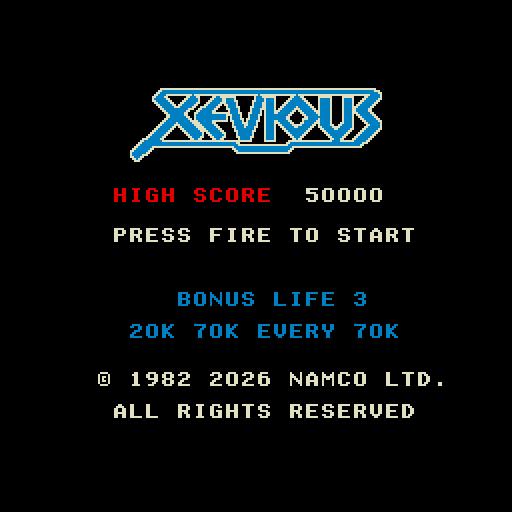 XEVIOUS
HIGH SCORE 50000
PRESS FIRE TO START
BONUS LIFE 3
20K 70K EVERY 70K
© 1982 2026 NAMCO LTD.
ALL RIGHTS RESERVED